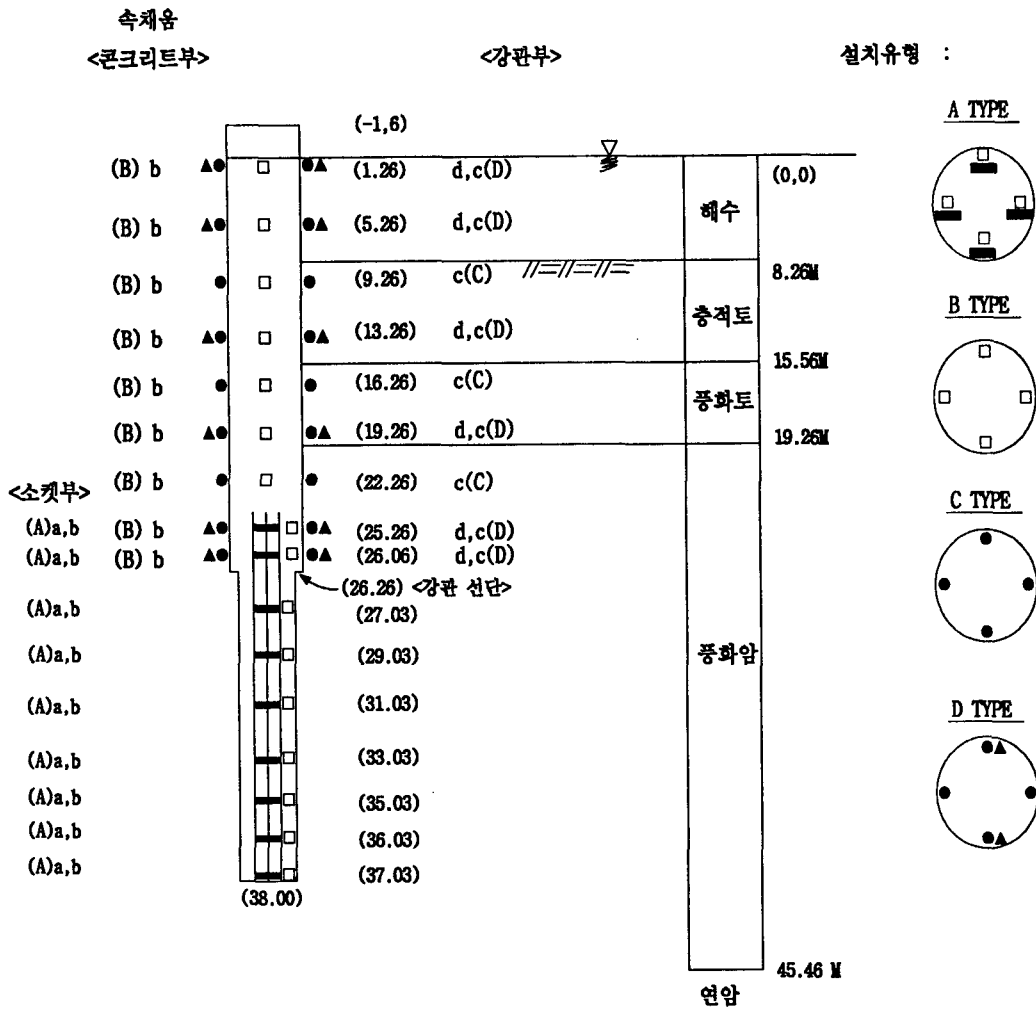 속채움
<콘크리트부> <강관부> 설치유형 :
(-1,6) A TYPE
(B) b (1.26) d,c(D) (0,0)
(B) b (5.26) d,c(D) 해수
(B) b (9.26) c(C) 8.26M
충적토 B TYPE
(B) b (13.26) d,c(D)
15.56M
(B) b (16.26) c(C)
풍화토
(B) b (19.26) d,c(D) 19.26M
(B) b (22.26) c(C)
<소켓부> C TYPE
(A)a,b (B) b (25.26) d,c(D)
(A)a,b (B) b (26.06) d,c(D)
(26.26) <강관 선단>
(A)a,b (27.03)
(A)a,b (29.03) 풍화암
(A)a,b (31.03) D TYPE
(A)a,b (33.03)
(A)a,b (35.03)
(A)a,b (36.03)
(A)a,b (37.03)
(38.00)
45.46 M
연암